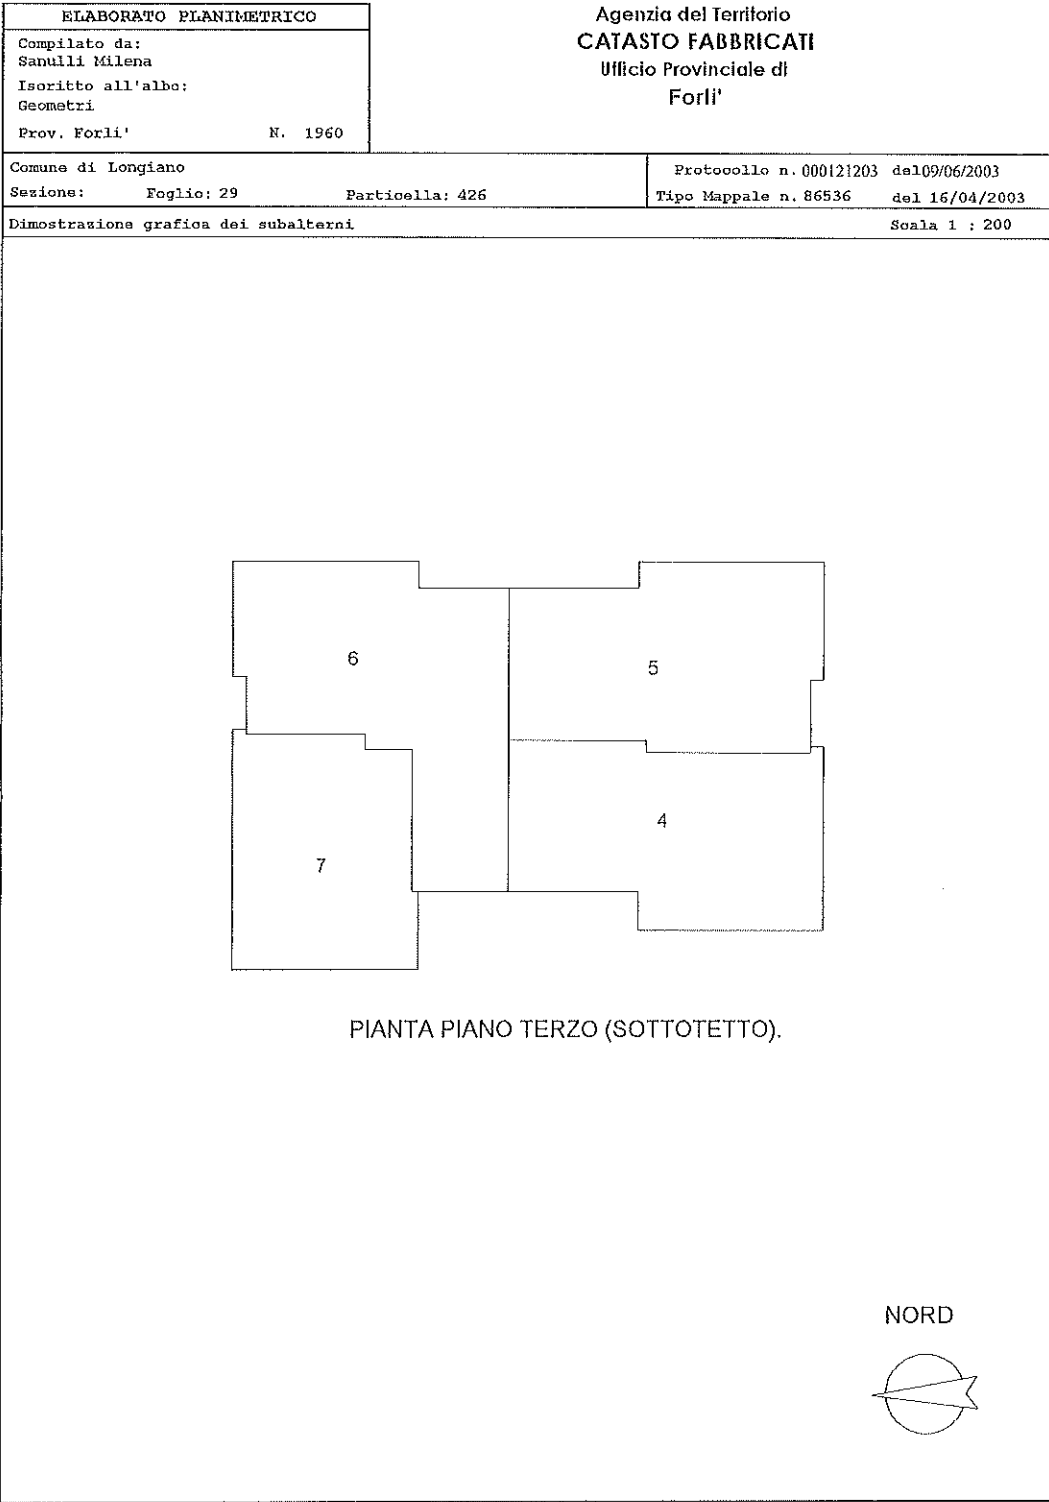 ELABORATO PLANIMETRICO
Compilato da:
Sanulli Milena
Iscritto all'albo:
Geometri
Prov. Forli' N. 1960
Agenzia del Territorio
CATASTO FABBRICATI
Ufficio Provinciale di
Forli'
Comune di Longiano
Sezione: Foglio: 29 Particella: 426
Protocollo n. 000121203 del 09/06/2003
Tipo Mappale n. 86536 del 16/04/2003
Dimostrazione grafica dei subalterni Scala 1 : 200
6
5
4
7
PIANTA PIANO TERZO (SOTTOTETTO).
NORD